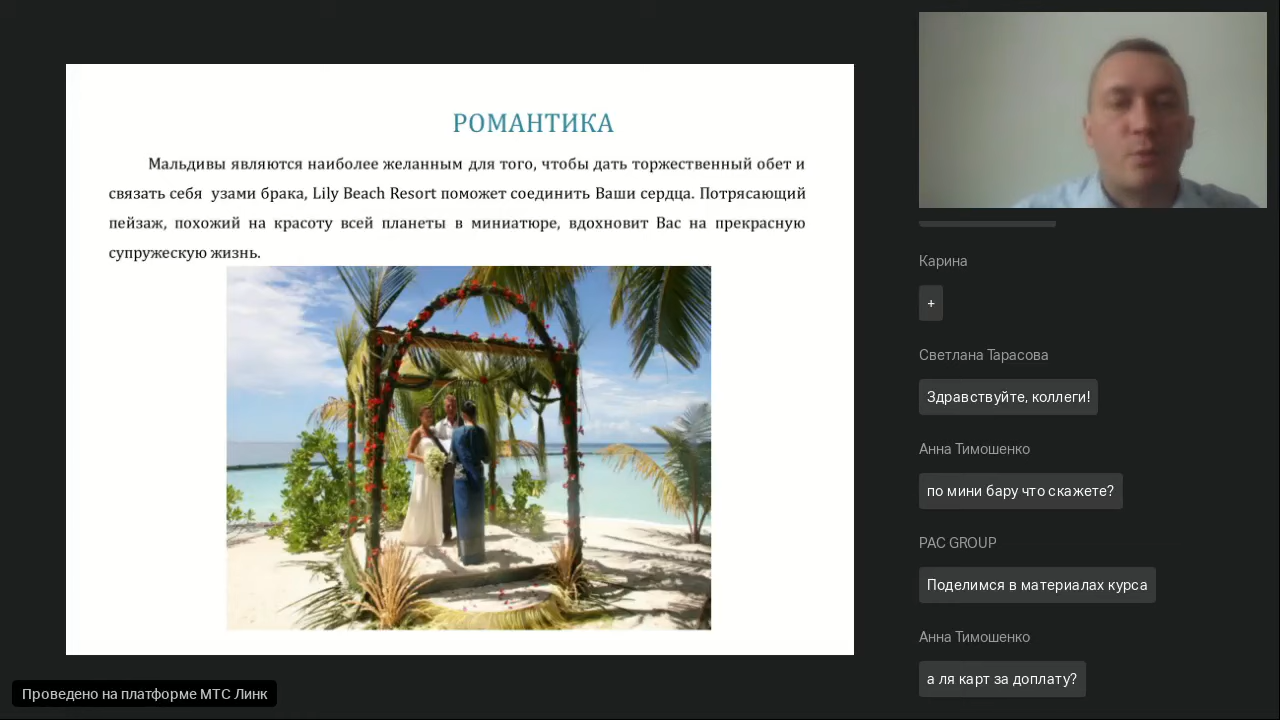 РОМАНТИКА
Мальдивы являются наиболее желанным для того, чтобы дать торжественный обет и
связать себя узами брака, Lily Beach Resort поможет соединить Ваши сердца. Потрясающий
пейзаж, похожий на красоту всей планеты в миниатюре, вдохновит Вас на прекрасную
супружескую жизнь.
Карина
+
Светлана Тарасова
Здравствуйте, коллеги!
Анна Тимошенко
по мини бару что скажете?
PAC GROUP
Поделимся в материалах курса
Анна Тимошенко
а ля карт за доплату?
Проведено на платформе МТС Линк